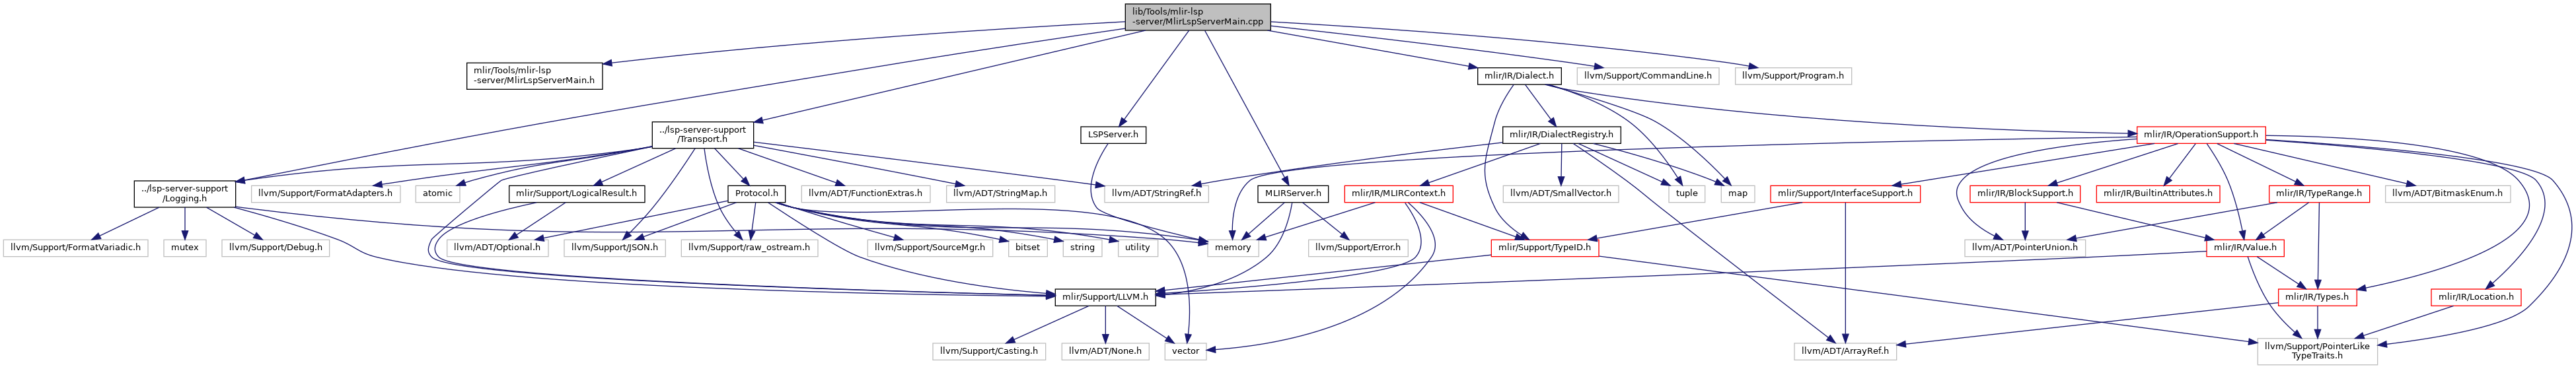 lib/Tools/mlir-lsp
-server/MlirLspServerMain.cpp
mlir/Tools/mlir-lsp
-server/MlirLspServerMain.h
mlir/IR/Dialect.h
llvm/Support/CommandLine.h
llvm/Support/Program.h
../lsp-server-support
/Transport.h
LSPServer.h
mlir/IR/DialectRegistry.h
mlir/IR/OperationSupport.h
../lsp-server-support
/Logging.h
llvm/Support/FormatAdapters.h
atomic
mlir/Support/LogicalResult.h
Protocol.h
llvm/ADT/FunctionExtras.h
llvm/ADT/StringMap.h
llvm/ADT/StringRef.h
MLIRServer.h
mlir/IR/MLIRContext.h
llvm/ADT/SmallVector.h
tuple
map
mlir/Support/InterfaceSupport.h
mlir/IR/BlockSupport.h
mlir/IR/BuiltinAttributes.h
mlir/IR/TypeRange.h
llvm/ADT/BitmaskEnum.h
llvm/Support/FormatVariadic.h
mutex
llvm/Support/Debug.h
llvm/ADT/Optional.h
llvm/Support/JSON.h
llvm/Support/raw_ostream.h
llvm/Support/SourceMgr.h
bitset
string
utility
memory
llvm/Support/Error.h
mlir/Support/TypeID.h
llvm/ADT/PointerUnion.h
mlir/IR/Value.h
mlir/Support/LLVM.h
mlir/IR/Types.h
mlir/IR/Location.h
llvm/Support/Casting.h
llvm/ADT/None.h
vector
llvm/ADT/ArrayRef.h
llvm/Support/PointerLike
TypeTraits.h